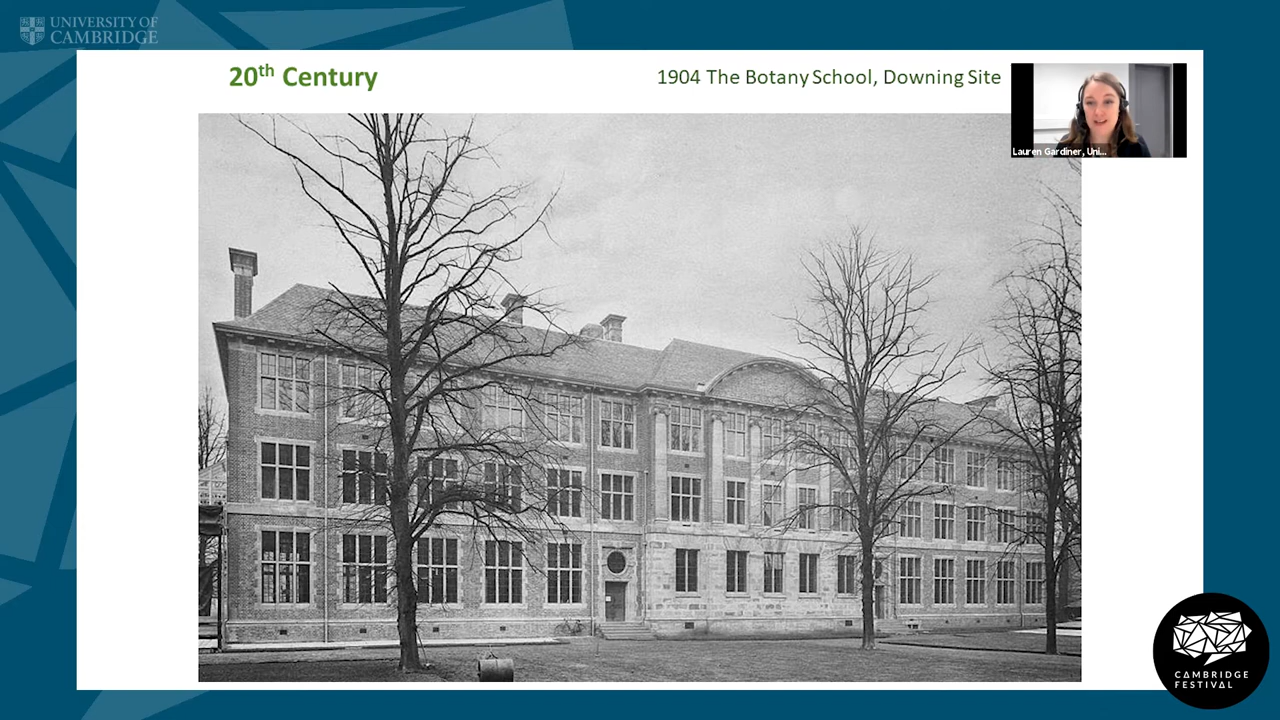 UNIVERSITY OF
CAMBRIDGE
20th Century
1904 The Botany School, Downing Site
Lauren Gardiner, Uni...
CAMBRIDGE
FESTIVAL